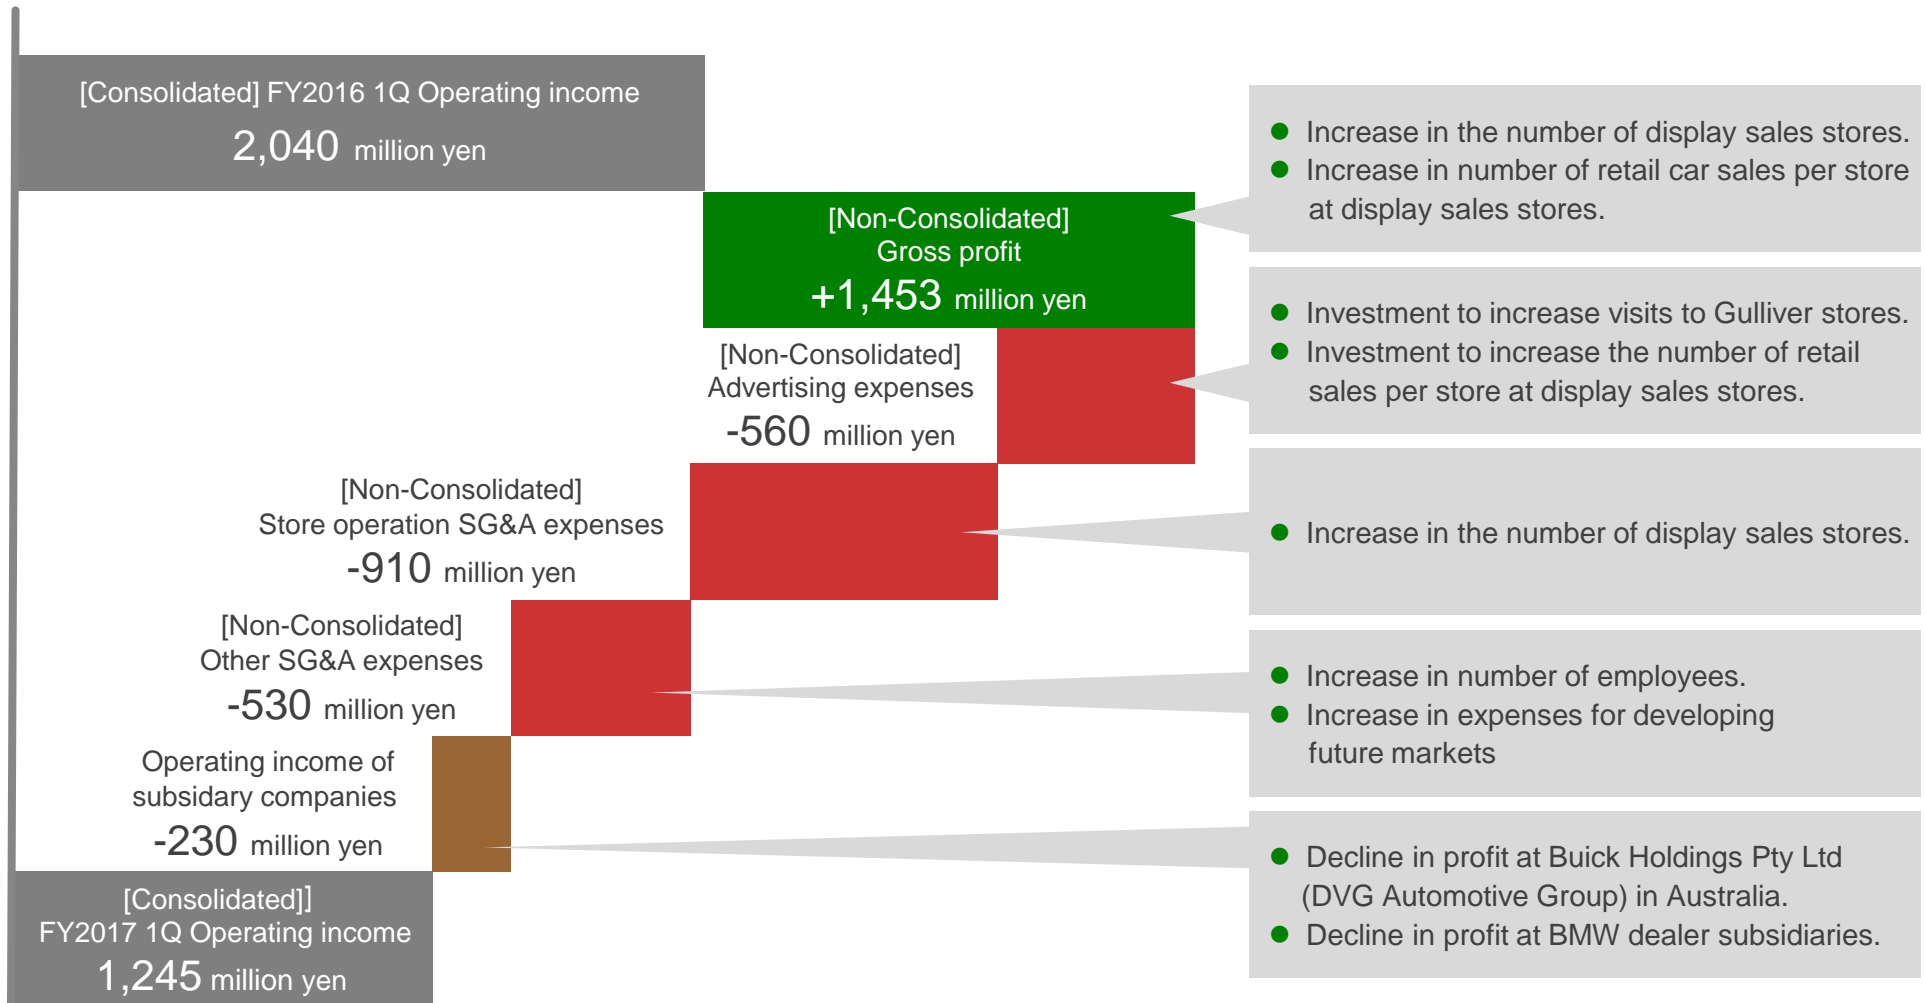 [Consolidated] FY2016 1Q Operating income
2,040 million yen
[Non-Consolidated]
Gross profit
+1,453 million yen
● Increase in the number of display sales stores.
● Increase in number of retail car sales per store
at display sales stores.
[Non-Consolidated]
Advertising expenses
-560 million yen
● Investment to increase visits to Gulliver stores.
● Investment to increase the number of retail
sales per store at display sales stores.
[Non-Consolidated]
Store operation SG&A expenses
-910 million yen
● Increase in the number of display sales stores.
[Non-Consolidated]
Other SG&A expenses
-530 million yen
● Increase in number of employees.
● Increase in expenses for developing
future markets
Operating income of
subsidary companies
-230 million yen
● Decline in profit at Buick Holdings Pty Ltd
(DVG Automotive Group) in Australia.
● Decline in profit at BMW dealer subsidiaries.
[Consolidated]]
FY2017 1Q Operating income
1,245 million yen